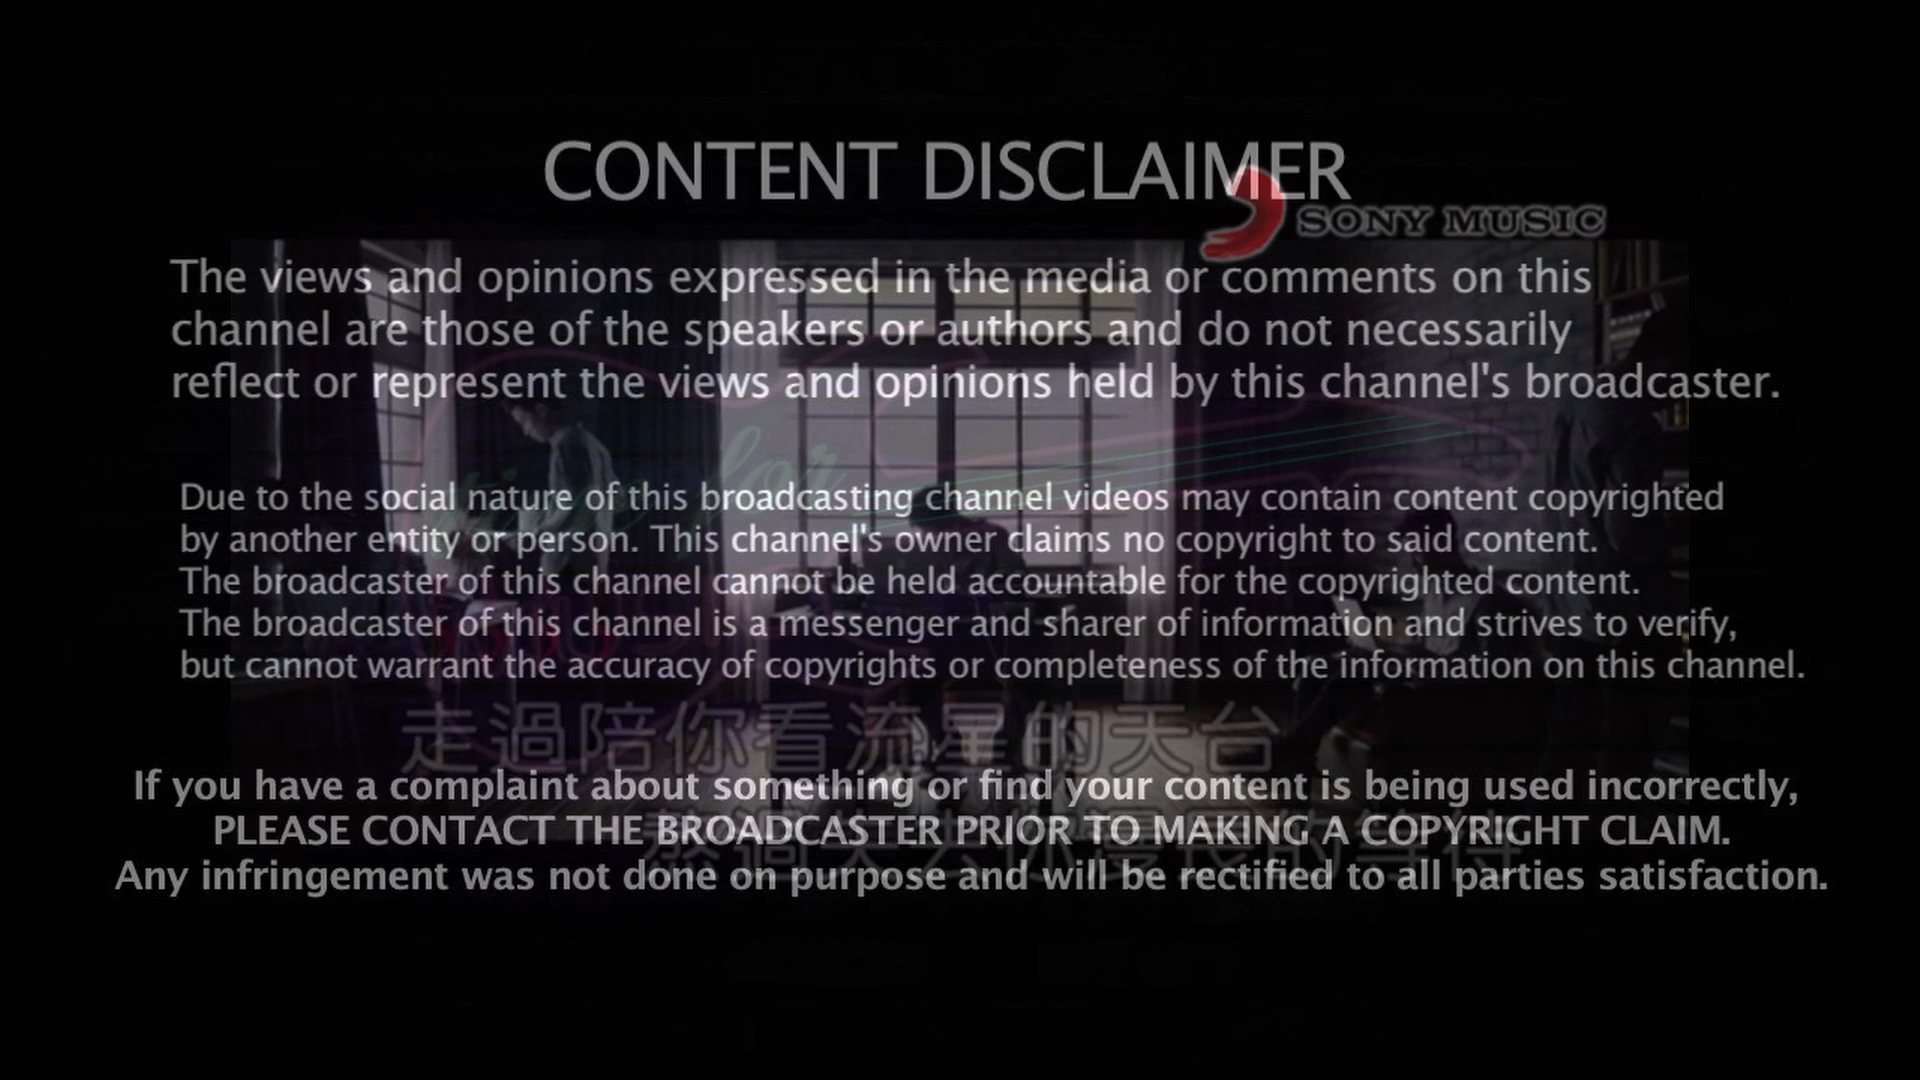 CONTENT DISCLAIMER
SONY MUSIC
The views and opinions expressed in the media or comments on this
channel are those of the speakers or authors and do not necessarily
reflect or represent the views and opinions held by this channel's broadcaster.
Due to the social nature of this broadcasting channel videos may contain content copyrighted
by another entity or person. This channel's owner claims no copyright to said content.
The broadcaster of this channel cannot be held accountable for the copyrighted content.
The broadcaster of this channel is a messenger and sharer of information and strives to verify,
but cannot warrant the accuracy of copyrights or completeness of the information on this channel.
走過陪你看流星的天台
If you have a complaint about something or find your content is being used incorrectly,
PLEASE CONTACT THE BROADCASTER PRIOR TO MAKING A COPYRIGHT CLAIM.
Any infringement was not done on purpose and will be rectified to all parties satisfaction.